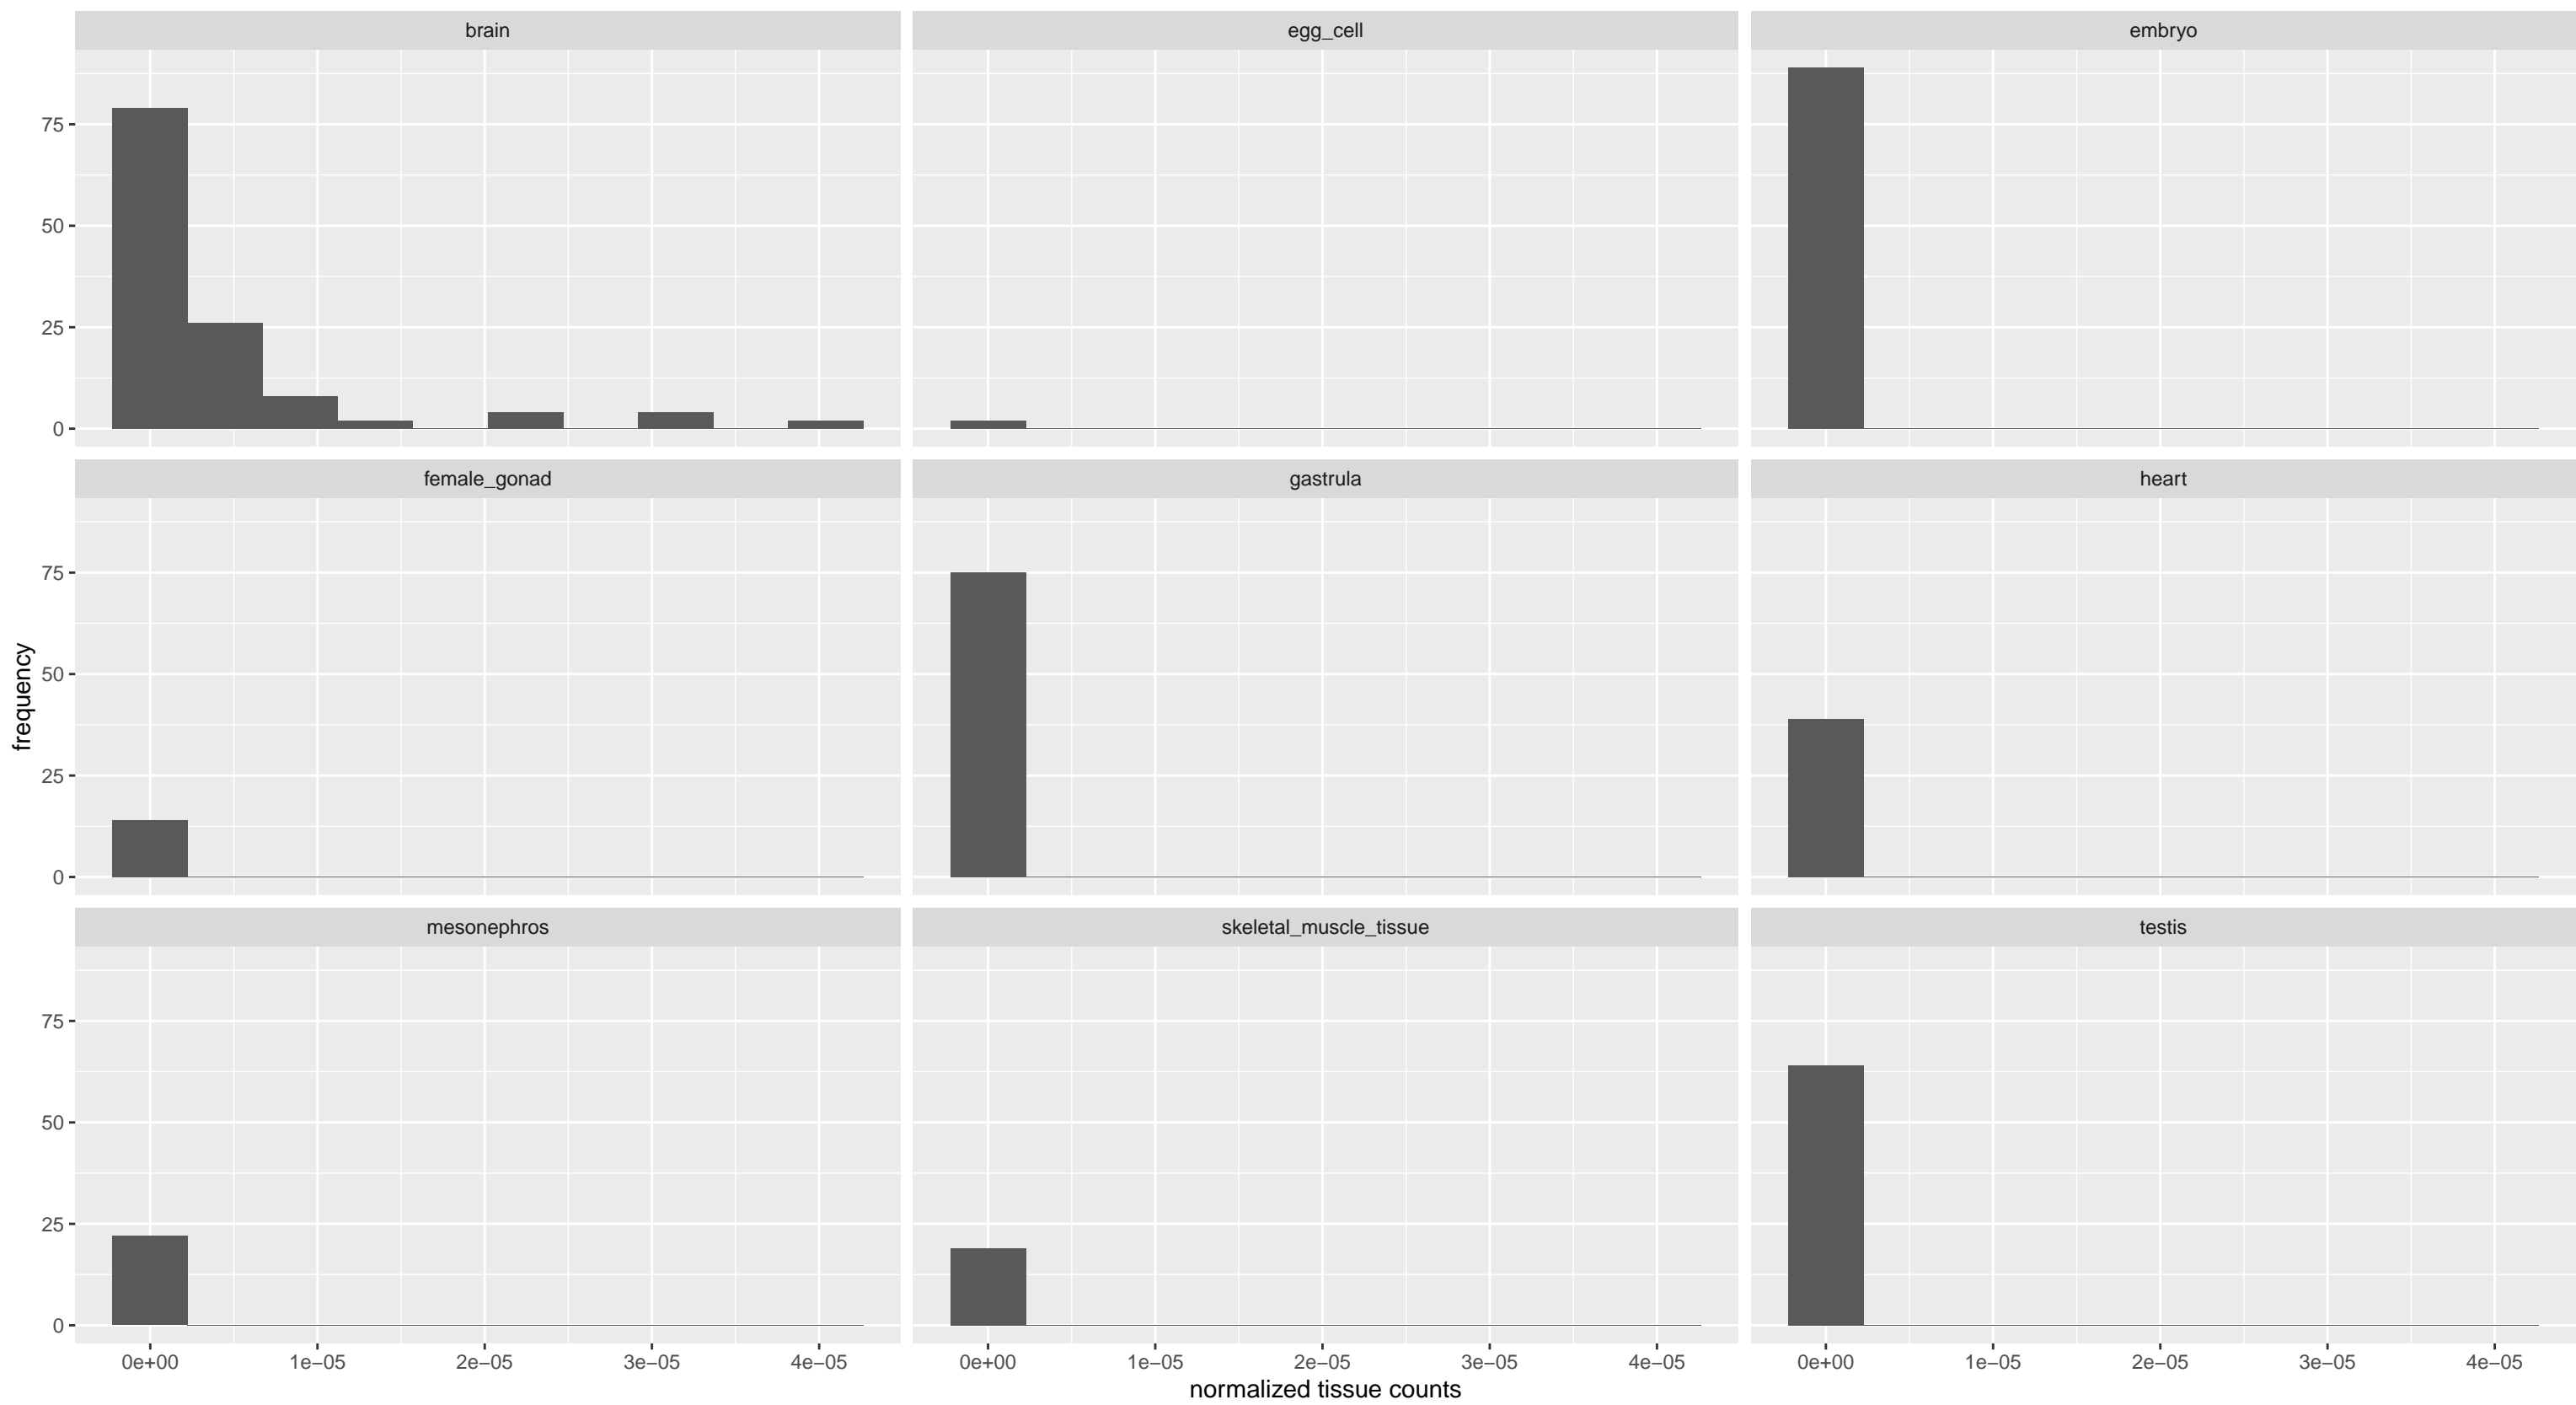 brain
egg_cell
embryo
75
50
25
0
female_gonad
gastrula
heart
75
50
25
0
frequency
mesonephros
skeletal_muscle_tissue
testis
75
50
25
0
0e+00 1e−05 2e−05 3e−05 4e−05
0e+00 1e−05 2e−05 3e−05 4e−05
0e+00 1e−05 2e−05 3e−05 4e−05
normalized tissue counts